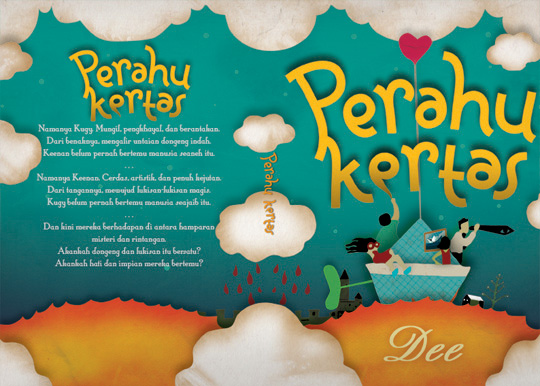 Perahu
kertas
Namanya Kugy. Mungil, pengkhayal, dan berantakan.
Dari benaknya, mengalir untaian dongeng indah.
Keenan belum pernah bertemu manusia seaneh itu.
...
Namanya Keenan. Cerdas, artistik, dan penuh kejutan.
Dari tangannya, mewujud lukisan-lukisan magis.
Kugy belum pernah bertemu manusia seajaib itu.
...
Dan kini mereka berhadapan di antara hamparan
misteri dan rintangan.
Akankah dongeng dan lukisan itu bersatu?
Akankah hati dan impian mereka bertemu?
Perahu kertas
Perahu
kertas
Dee